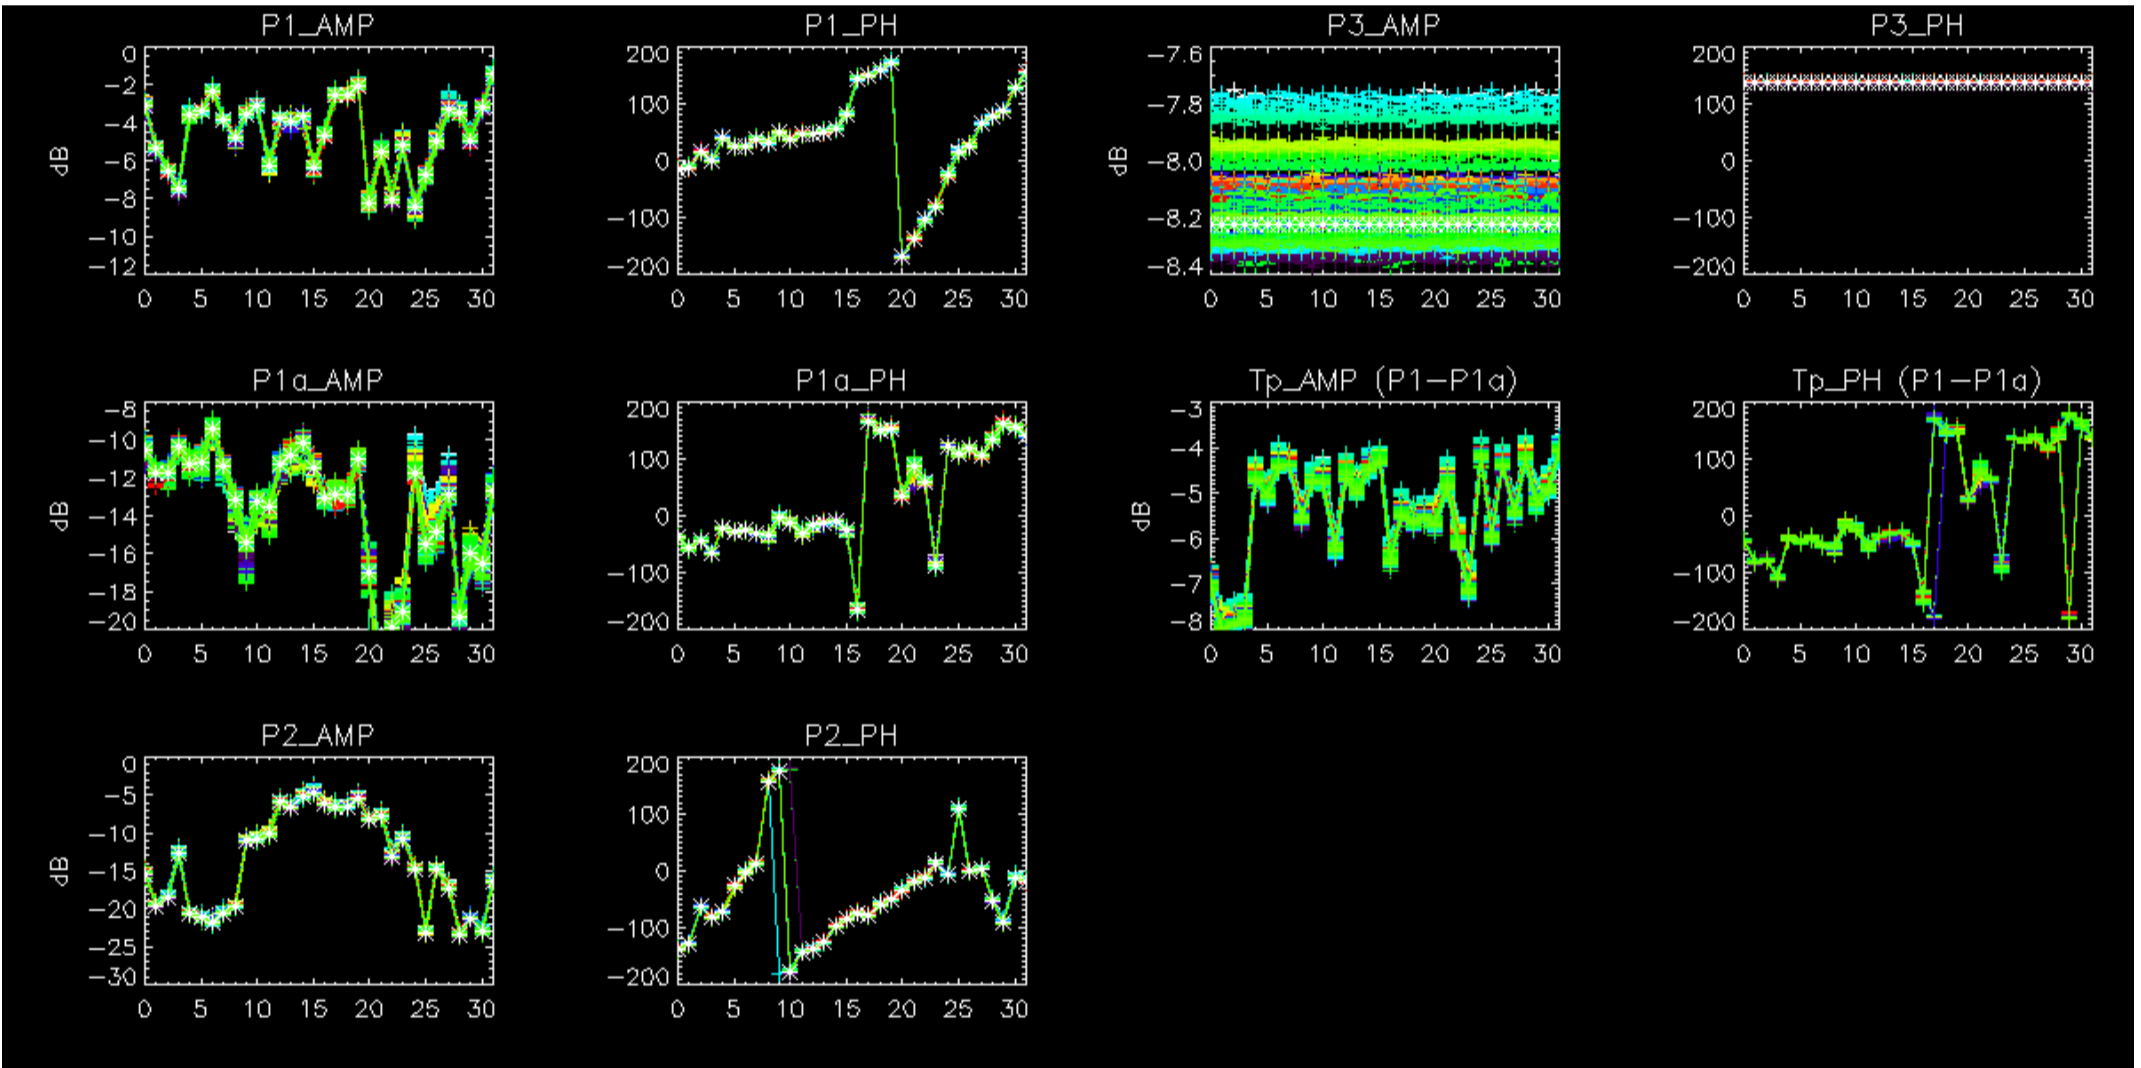 P1_AMP
0
−2
−4
−6
−8
−10
−12
dB
0 5 10 15 20 25 30
P1_PH
200
100
0
−100
−200
0 5 10 15 20 25 30
P3_AMP
−7.6
−7.8
−8.0
−8.2
−8.4
dB
0 5 10 15 20 25 30
P3_PH
200
100
0
−100
−200
0 5 10 15 20 25 30
P1a_AMP
−8
−10
−12
−14
−16
−18
−20
dB
0 5 10 15 20 25 30
P1a_PH
200
100
0
−100
−200
0 5 10 15 20 25 30
Tp_AMP (P1−P1a)
−3
−4
−5
−6
−7
−8
dB
0 5 10 15 20 25 30
Tp_PH (P1−P1a)
200
100
0
−100
−200
0 5 10 15 20 25 30
P2_AMP
0
−5
−10
−15
−20
−25
−30
dB
0 5 10 15 20 25 30
P2_PH
200
100
0
−100
−200
0 5 10 15 20 25 30